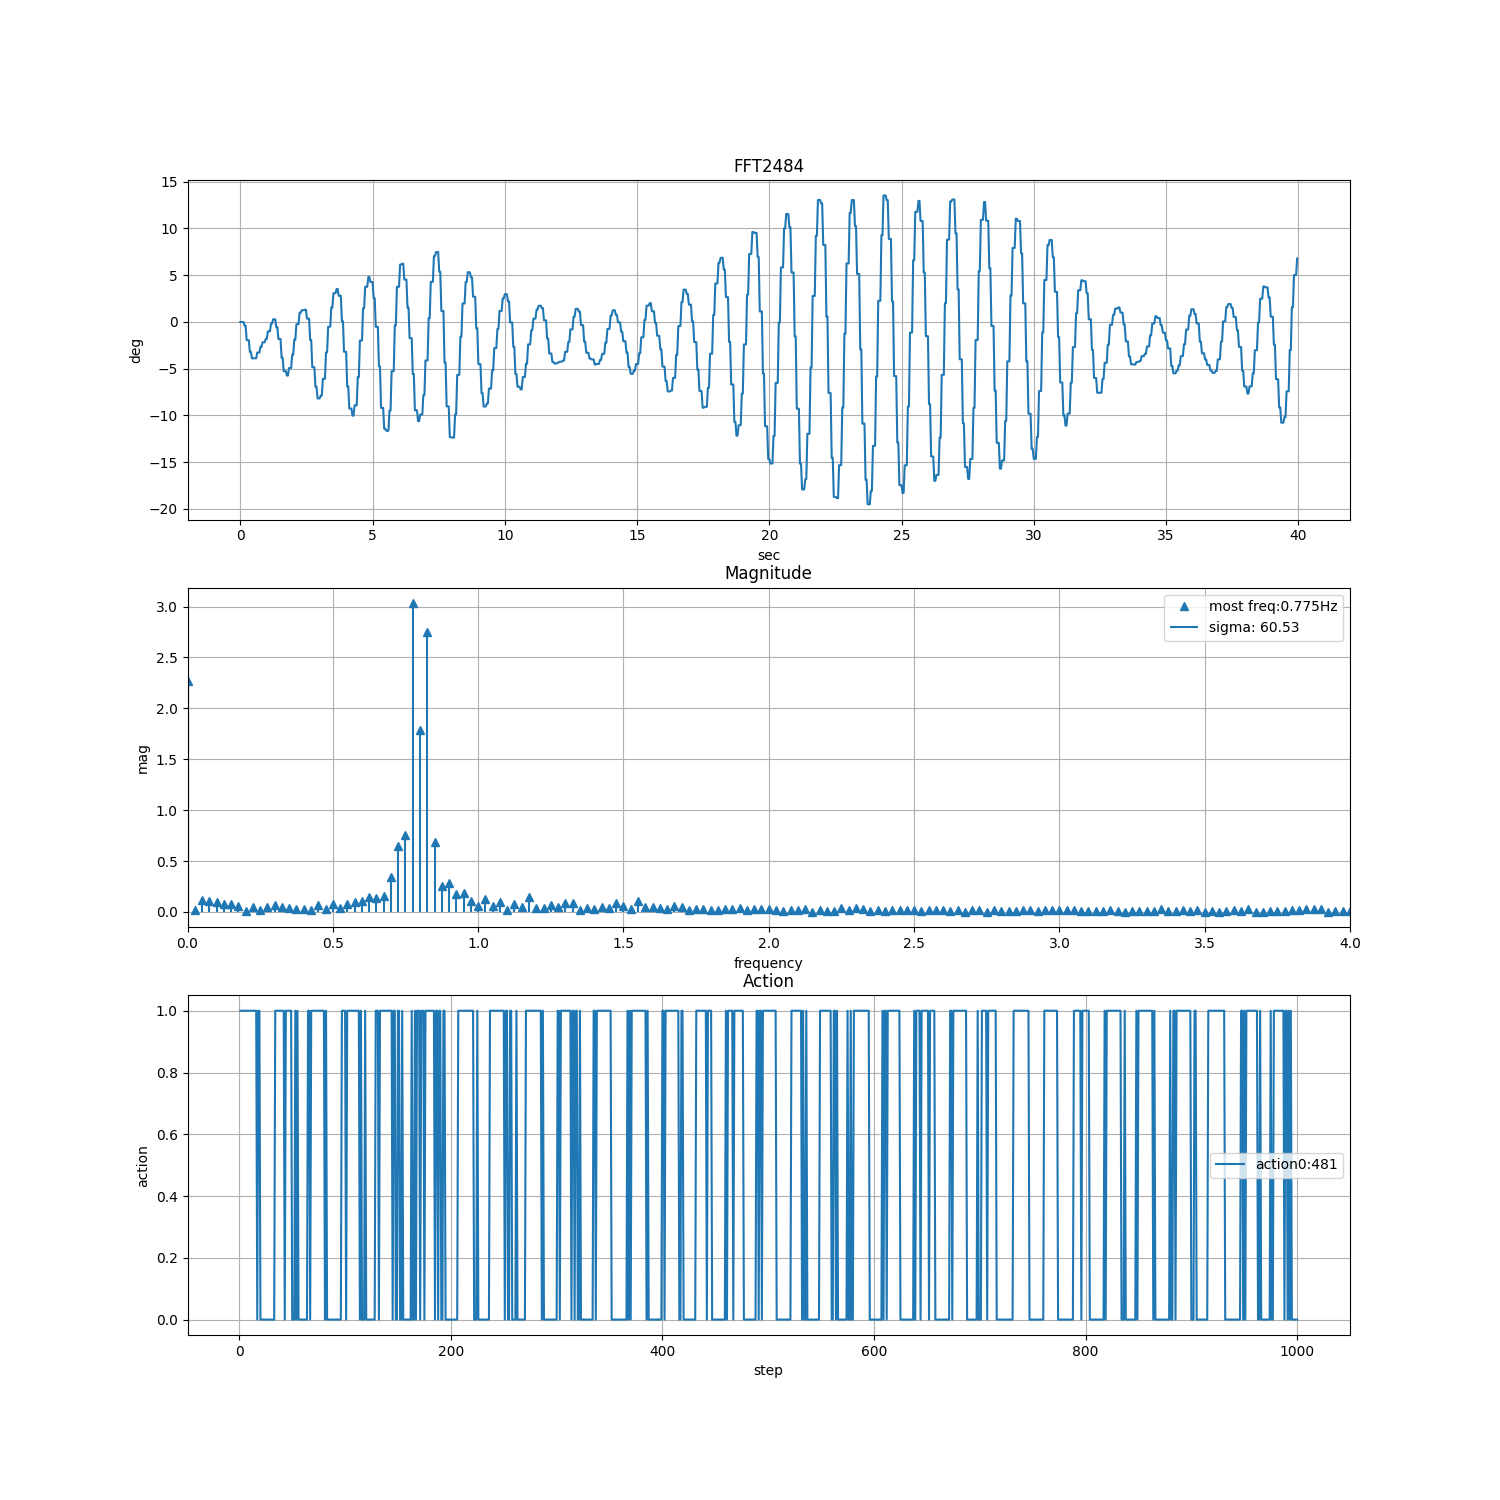 FFT2484
15
10
5
0
−5
−10
−15
−20
deg
0 5 10 15 20 25 30 35 40
sec
Magnitude
3.0
2.5
2.0
1.5
1.0
0.5
0.0
mag
most freq:0.775Hz
sigma: 60.53
0.0 0.5 1.0 1.5 2.0 2.5 3.0 3.5 4.0
frequency
Action
1.0
0.8
0.6
0.4
0.2
0.0
action
action0:481
0 200 400 600 800 1000
step